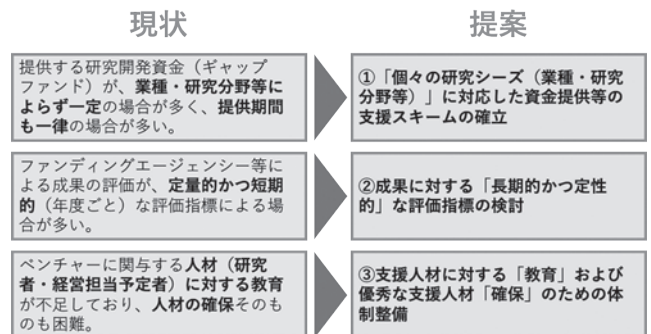 現状
提案
提供する研究開発資金（ギャップ
ファンド）が、業種・研究分野等に
よらず一定の場合が多く、提供期間
も一律の場合が多い。
①「個々の研究シーズ（業種・研究
分野等）」に対応した資金提供等の
支援スキームの確立
ファンディングエージェンシー等に
よる成果の評価が、定量的かつ短期
的（年度ごと）な評価指標による場
合が多い。
②成果に対する「長期的かつ定性
的」な評価指標の検討
ベンチャーに関与する人材（研究
者・経営担当予定者）に対する教育
が不足しており、人材の確保そのも
のも困難。
③支援人材に対する「教育」および
優秀な支援人材「確保」のための体
制整備